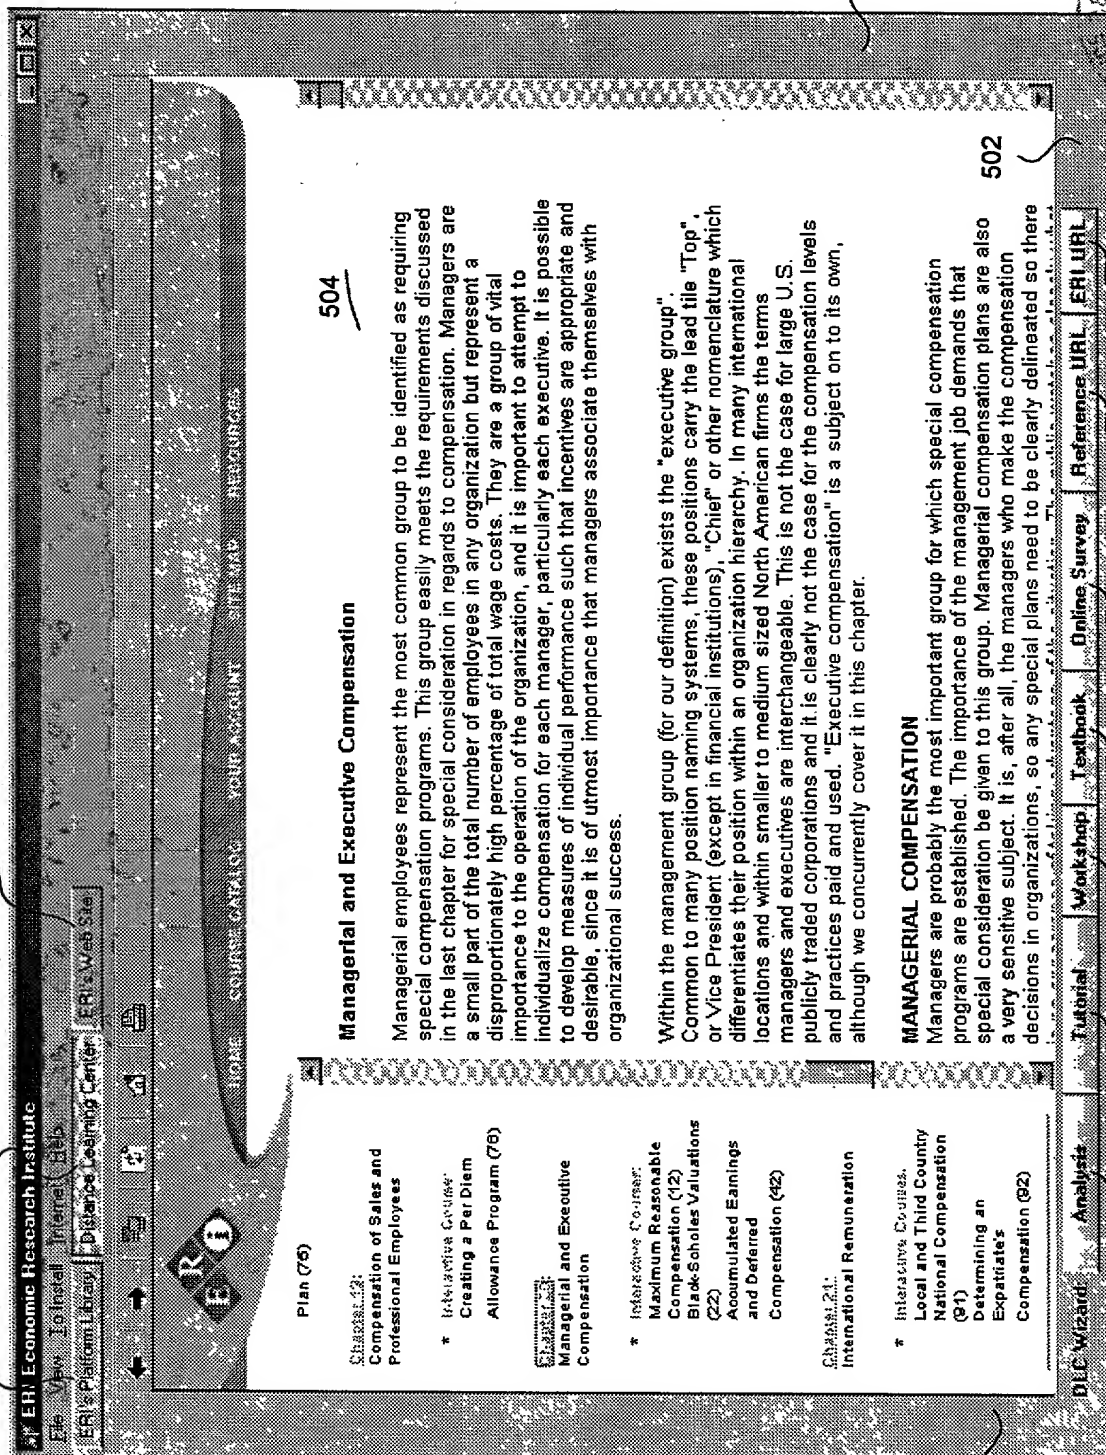 ERI Economic Research Institute
File View To Install Internet Help
ERI's Platform Library Distance Learning Center ERI's Web Site
HOME COURSE CATALOG YOUR ACCOUNT SITE MAP RESOURCES
E R i
Plan (75)
Compensation of Sales and
Professional Employees
* Interactive Course:
Creating a Per Diem
Allowance Program (76)
Managerial and Executive
Compensation
* Interactive Courses:
Maximum Reasonable
Compensation (12)
Black-Scholes Valuations
(22)
Accumulated Earnings
and Deferred
Compensation (42)
Chapter 21:
International Remuneration
* Interactive Courses:
Local and Third Country
National Compensation
(91)
Determining an
Expatriate's
Compensation (92)
504
Managerial and Executive Compensation
Managerial employees represent the most common group to be identified as requiring
special compensation programs. This group easily meets the requirements discussed
in the last chapter for special consideration in regards to compensation. Managers are
a small part of the total number of employees in any organization but represent a
disproportionately high percentage of total wage costs. They are a group of vital
importance to the operation of the organization, and it is important to attempt to
individualize compensation for each manager, particularly each executive. It is possible
to develop measures of individual performance such that incentives are appropriate and
desirable, since it is of utmost importance that managers associate themselves with
organizational success.
Within the management group (for our definition) exists the "executive group".
Common to many position naming systems, these positions carry the lead tile "Top",
or Vice President (except in financial institutions), "Chief" or other nomenclature which
differentiates their position within an organization hierarchy. In many international
locations and within smaller to medium sized North American firms the terms
managers and executives are interchangeable. This is not the case for large U.S.
publicly traded corporations and it is clearly not the case for the compensation levels
and practices paid and used. "Executive compensation" is a subject on to its own,
although we concurrently cover it in this chapter.
MANAGERIAL COMPENSATION
Managers are probably the most important group for which special compensation
programs are established. The importance of the management job demands that
special consideration be given to this group. Managerial compensation plans are also
a very sensitive subject. It is, after all, the managers who make the compensation
decisions in organizations, so any special plans need to be clearly delineated so there
502
DLC Wizard Analysis Tutorial Workshop Textbook Online Survey Reference URL ERI URL